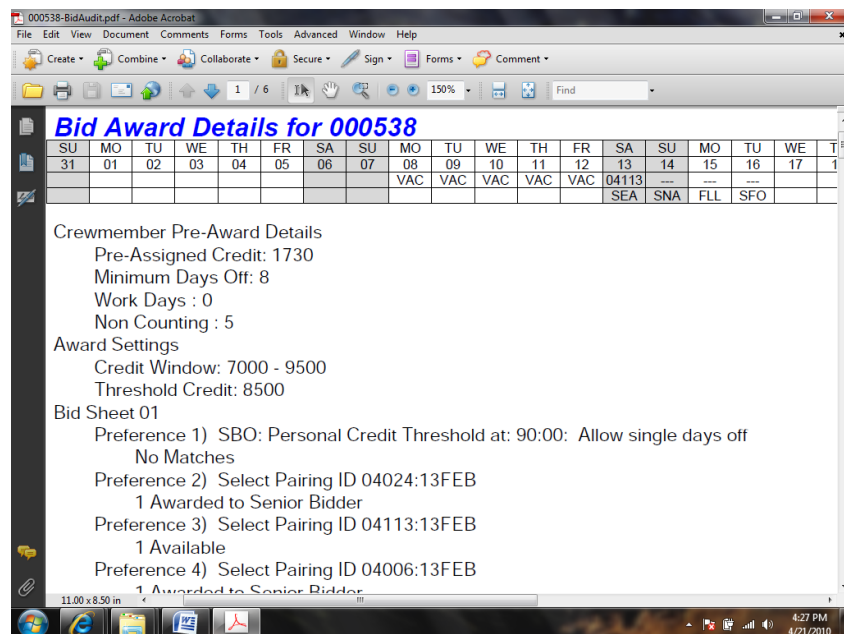 000538-BidAudit.pdf - Adobe Acrobat
File Edit View Document Comments Forms Tools Advanced Window Help
Create Combine Collaborate Secure Sign Forms Comment
1 / 6 150% Find
Bid Award Details for 000538
SU MO TU WE TH FR SA SU MO TU WE TH FR SA SU MO TU WE T
31 01 02 03 04 05 06 07 08 09 10 11 12 13 14 15 16 17 1
VAC VAC VAC VAC VAC 04113 --- --- ---
SEA SNA FLL SFO
Crewmember Pre-Award Details
Pre-Assigned Credit: 1730
Minimum Days Off: 8
Work Days : 0
Non Counting : 5
Award Settings
Credit Window: 7000 - 9500
Threshold Credit: 8500
Bid Sheet 01
Preference 1) SBO: Personal Credit Threshold at: 90:00: Allow single days off
No Matches
Preference 2) Select Pairing ID 04024:13FEB
1 Awarded to Senior Bidder
Preference 3) Select Pairing ID 04113:13FEB
1 Available
Preference 4) Select Pairing ID 04006:13FEB
1 Awarded to Senior Bidder
11.00 x 8.50 in
4:27 PM
4/21/2010